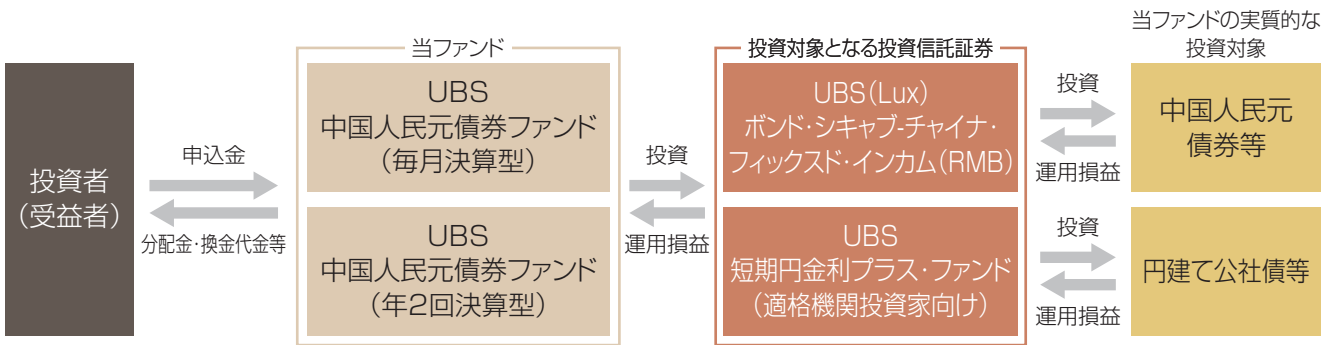 投資者
（受益者）
申込金
分配金・換金代金等
当ファンド
UBS
中国人民元債券ファンド
（毎月決算型）
UBS
中国人民元債券ファンド
（年2回決算型）
投資
運用損益
投資対象となる投資信託証券
UBS（Lux）
ボンド・シキャブ-チャイナ・
フィックスド・インカム（RMB）
UBS
短期円金利プラス・ファンド
（適格機関投資家向け）
投資
運用損益
投資
運用損益
当ファンドの実質的な
投資対象
中国人民元
債券等
円建て公社債等